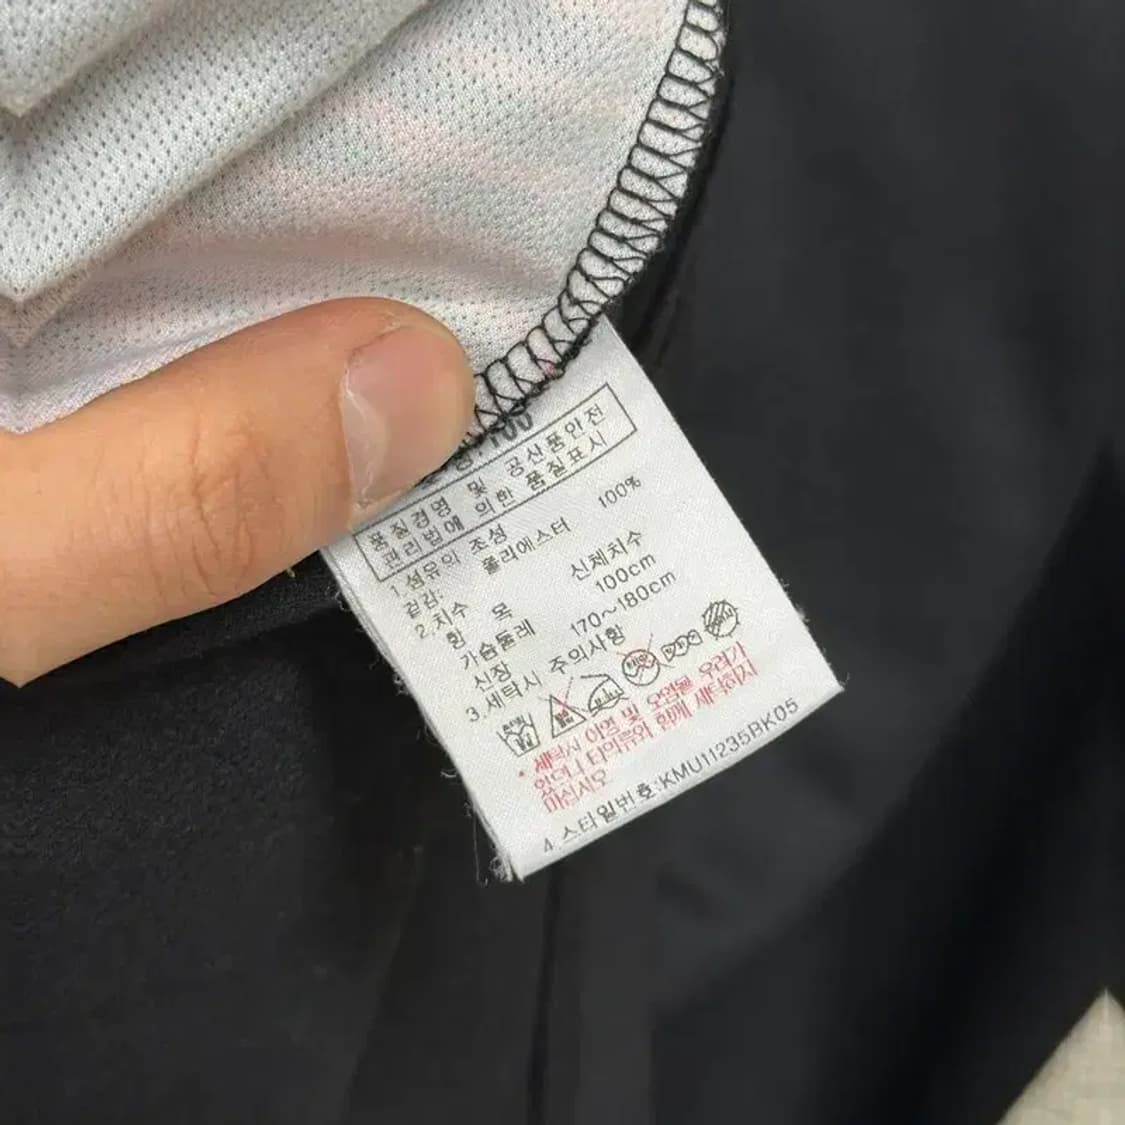 100
품질경영 및 공산품안전
관리법에 의한 품질표시
1.섬유의 조성
겉감: 폴리에스터 100%
2.치수
항 목 신체치수
가슴둘레 100cm
신장 170~180cm
3.세탁시 주의사항
* 세탁시 이염 및 오염될 우려가
있으니 타의류와 함께 세탁하지
마십시오
4.스타일번호:KMU11235BK05